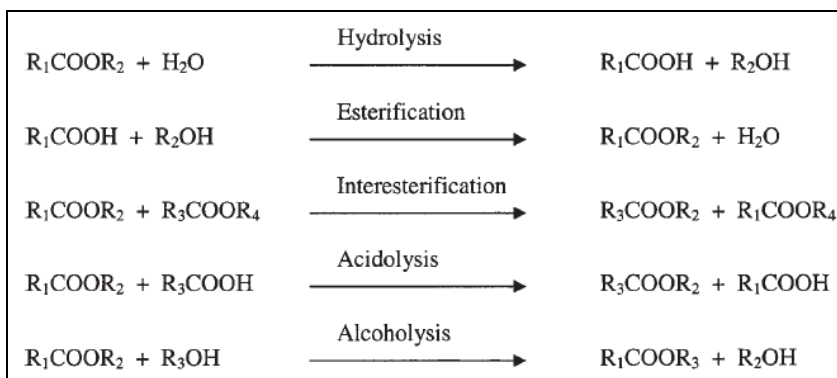 Hydrolysis
R₁COOR₂ + H₂O R₁COOH + R₂OH
Esterification
R₁COOH + R₂OH R₁COOR₂ + H₂O
Interesterification
R₁COOR₂ + R₃COOR₄ R₃COOR₂ + R₁COOR₄
Acidolysis
R₁COOR₂ + R₃COOH R₃COOR₂ + R₁COOH
Alcoholysis
R₁COOR₂ + R₃OH R₁COOR₃ + R₂OH